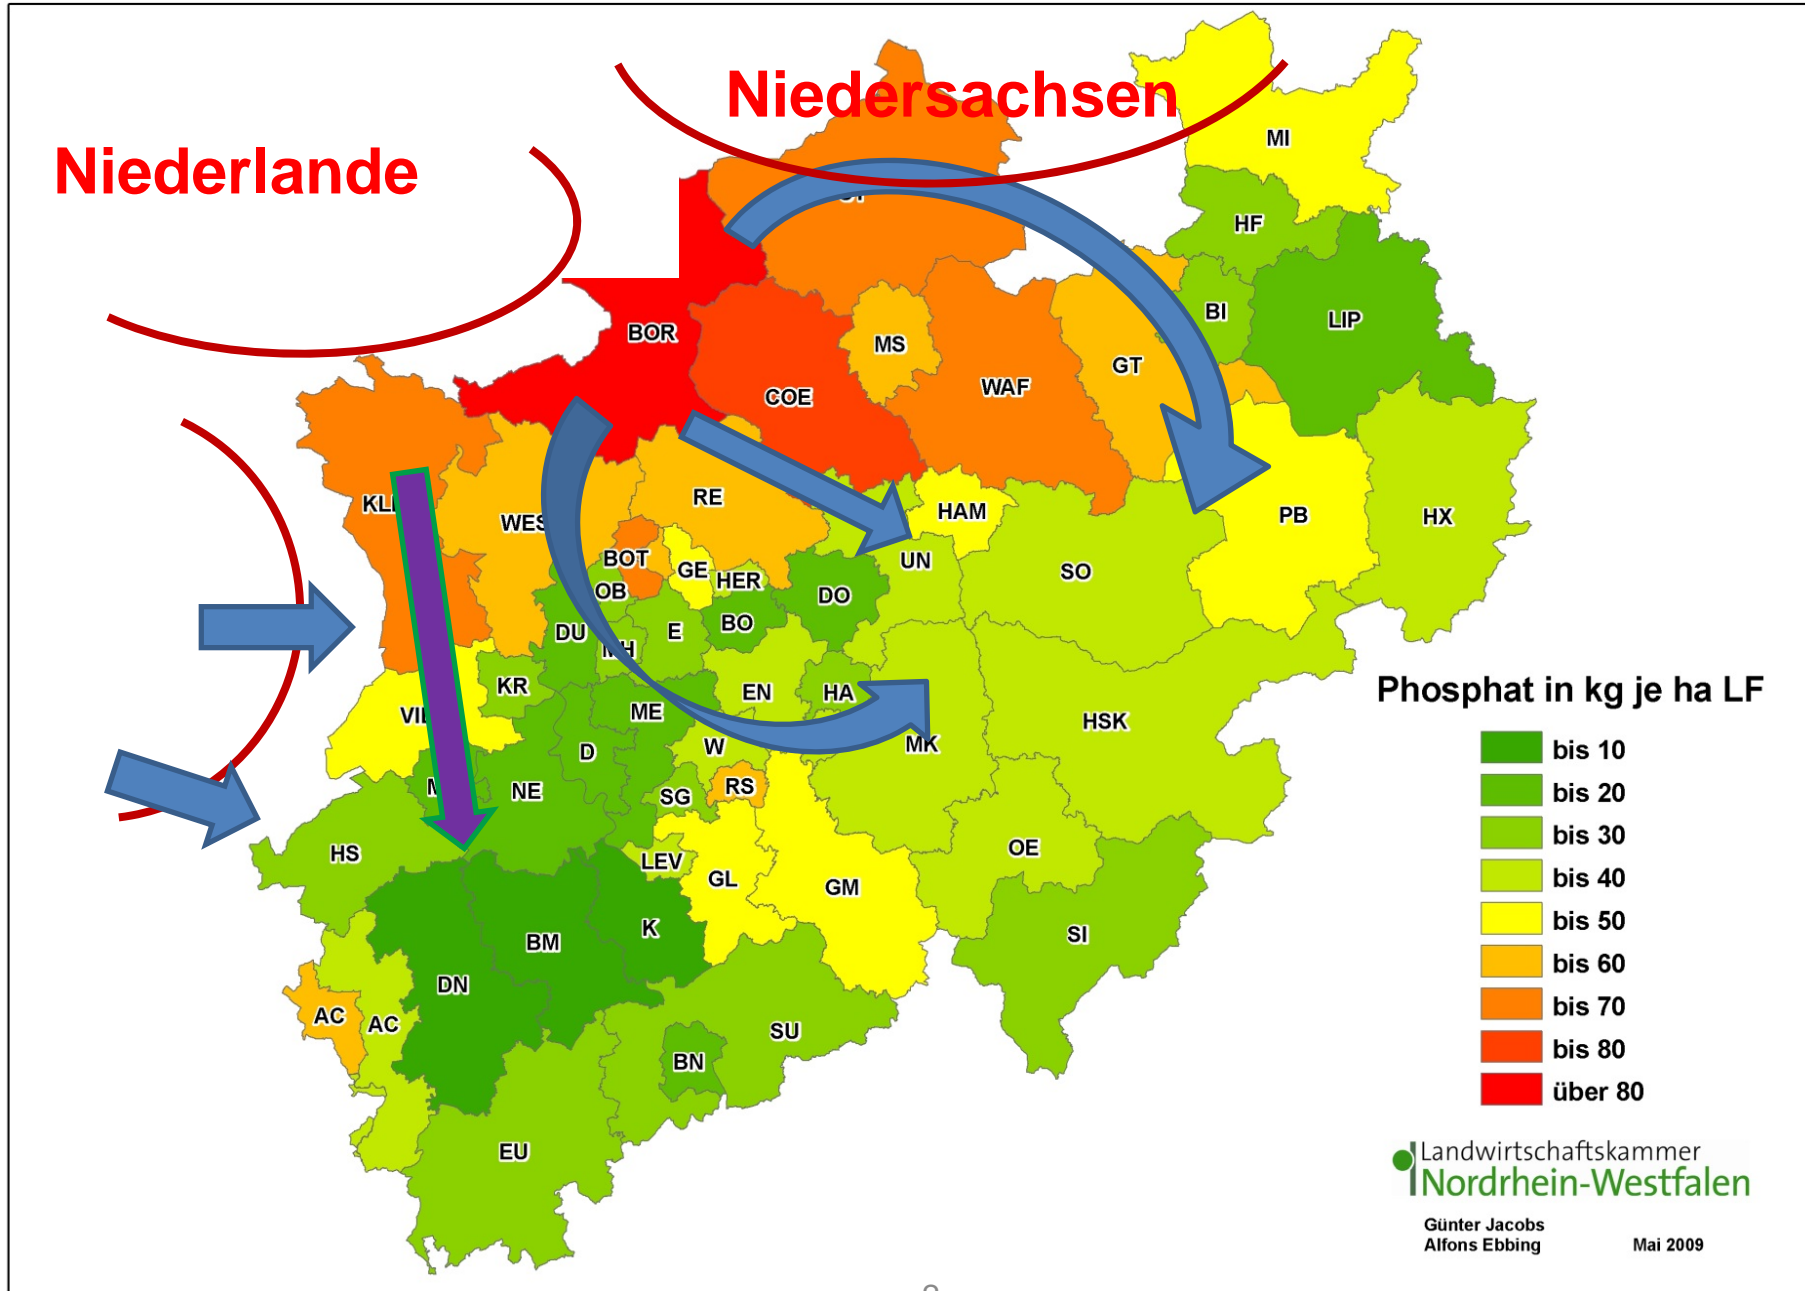 Niedersachsen
Niederlande
MI
HF
BI
LIP
BOR
MS
GT
COE
WAF
RE
HAM
PB
HX
WES
BOT
GE
HER
UN
SO
OB
DO
DU
E
BO
KR
EN
HA
ME
HSK
D
W
MK
NE
SG
RS
HS
LEV
GL
GM
OE
BM
K
SI
DN
AC
AC
SU
BN
EU
Phosphat in kg je ha LF
bis 10
bis 20
bis 30
bis 40
bis 50
bis 60
bis 70
bis 80
über 80
Landwirtschaftskammer
Nordrhein-Westfalen
Günter Jacobs
Alfons Ebbing Mai 2009